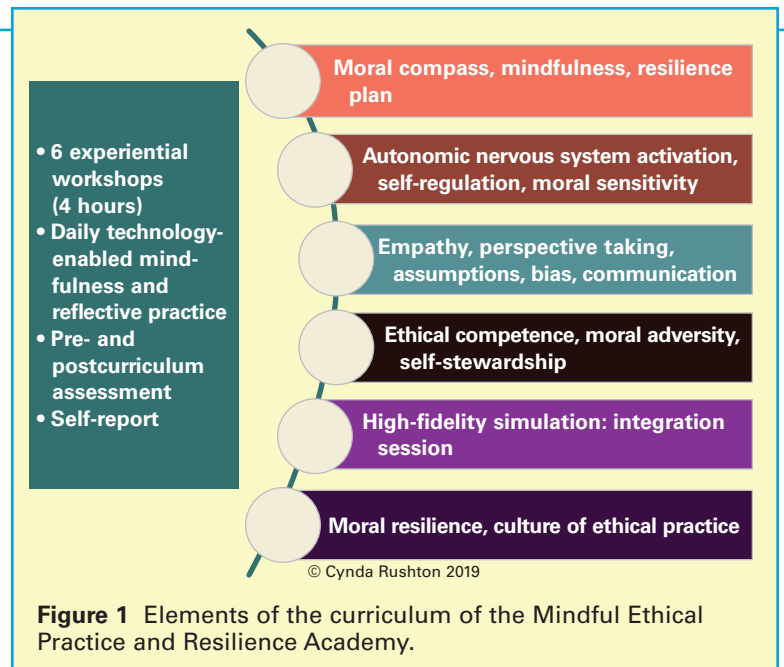 • 6 experiential
workshops
(4 hours)
• Daily technology-
enabled mind-
fulness and
reflective practice
• Pre- and
postcurriculum
assessment
• Self-report
Moral compass, mindfulness, resilience
plan
Autonomic nervous system activation,
self-regulation, moral sensitivity
Empathy, perspective taking,
assumptions, bias, communication
Ethical competence, moral adversity,
self-stewardship
High-fidelity simulation: integration
session
Moral resilience, culture of ethical practice
© Cynda Rushton 2019
Figure 1 Elements of the curriculum of the Mindful Ethical
Practice and Resilience Academy.